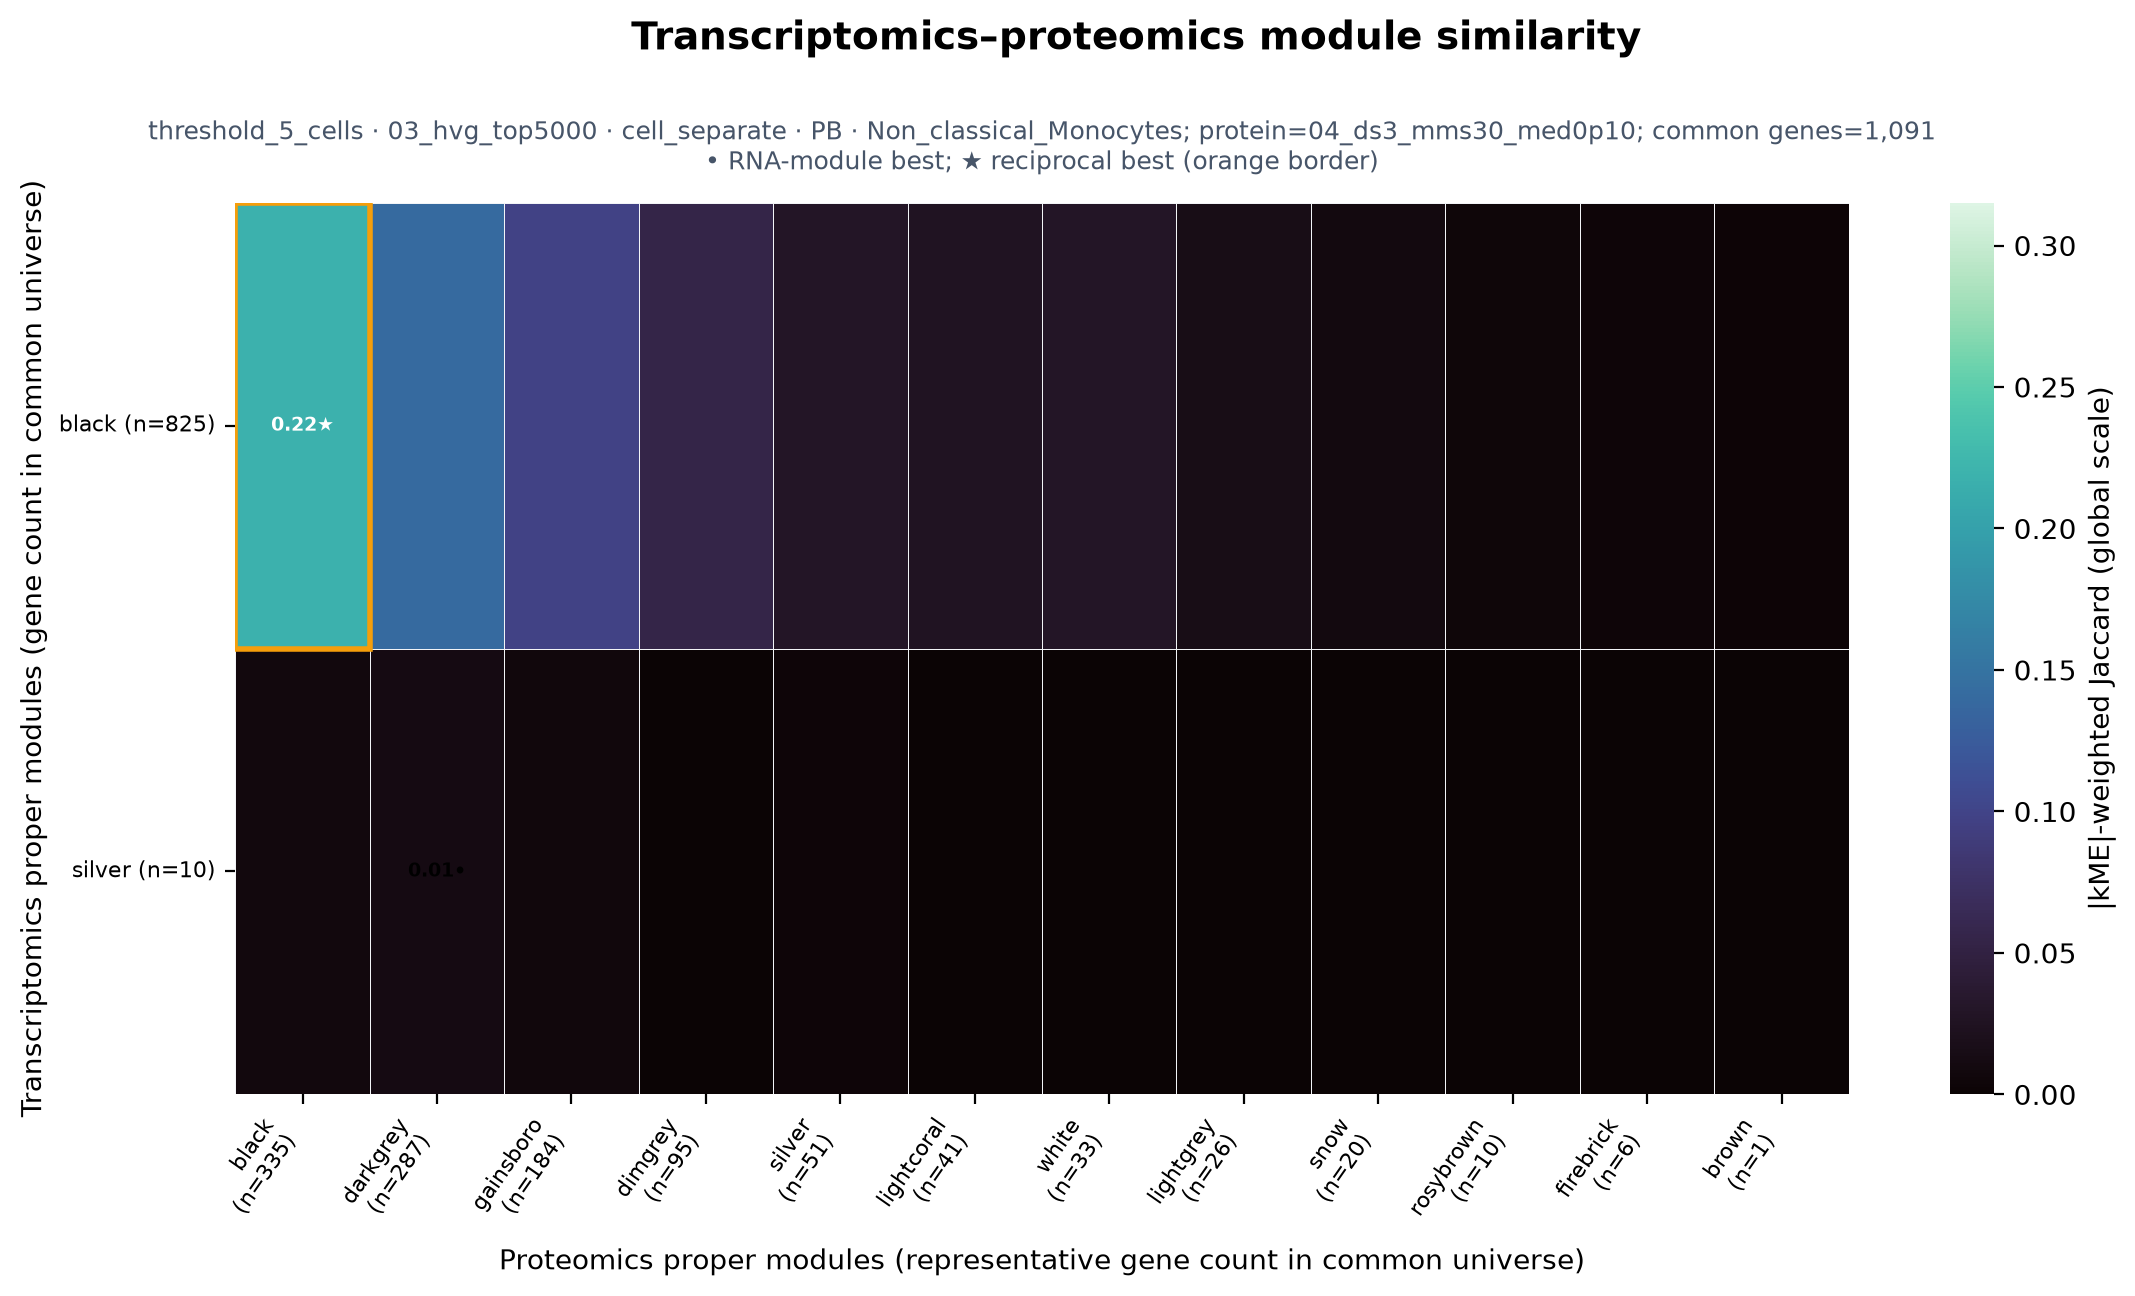 Transcriptomics–proteomics module similarity
threshold_5_cells · 03_hvg_top5000 · cell_separate · PB · Non_classical_Monocytes; protein=04_ds3_mms30_med0p10; common genes=1,091
• RNA-module best; ★ reciprocal best (orange border)
Transcriptomics proper modules (gene count in common universe)
black (n=825)
silver (n=10)
0.22★
0.01•
black
(n=335)
darkgrey
(n=287)
gainsboro
(n=184)
dimgrey
(n=95)
silver
(n=51)
lightcoral
(n=41)
white
(n=33)
lightgrey
(n=26)
snow
(n=20)
rosybrown
(n=10)
firebrick
(n=6)
brown
(n=1)
Proteomics proper modules (representative gene count in common universe)
0.30
0.25
0.20
0.15
0.10
0.05
0.00
|kME|-weighted Jaccard (global scale)